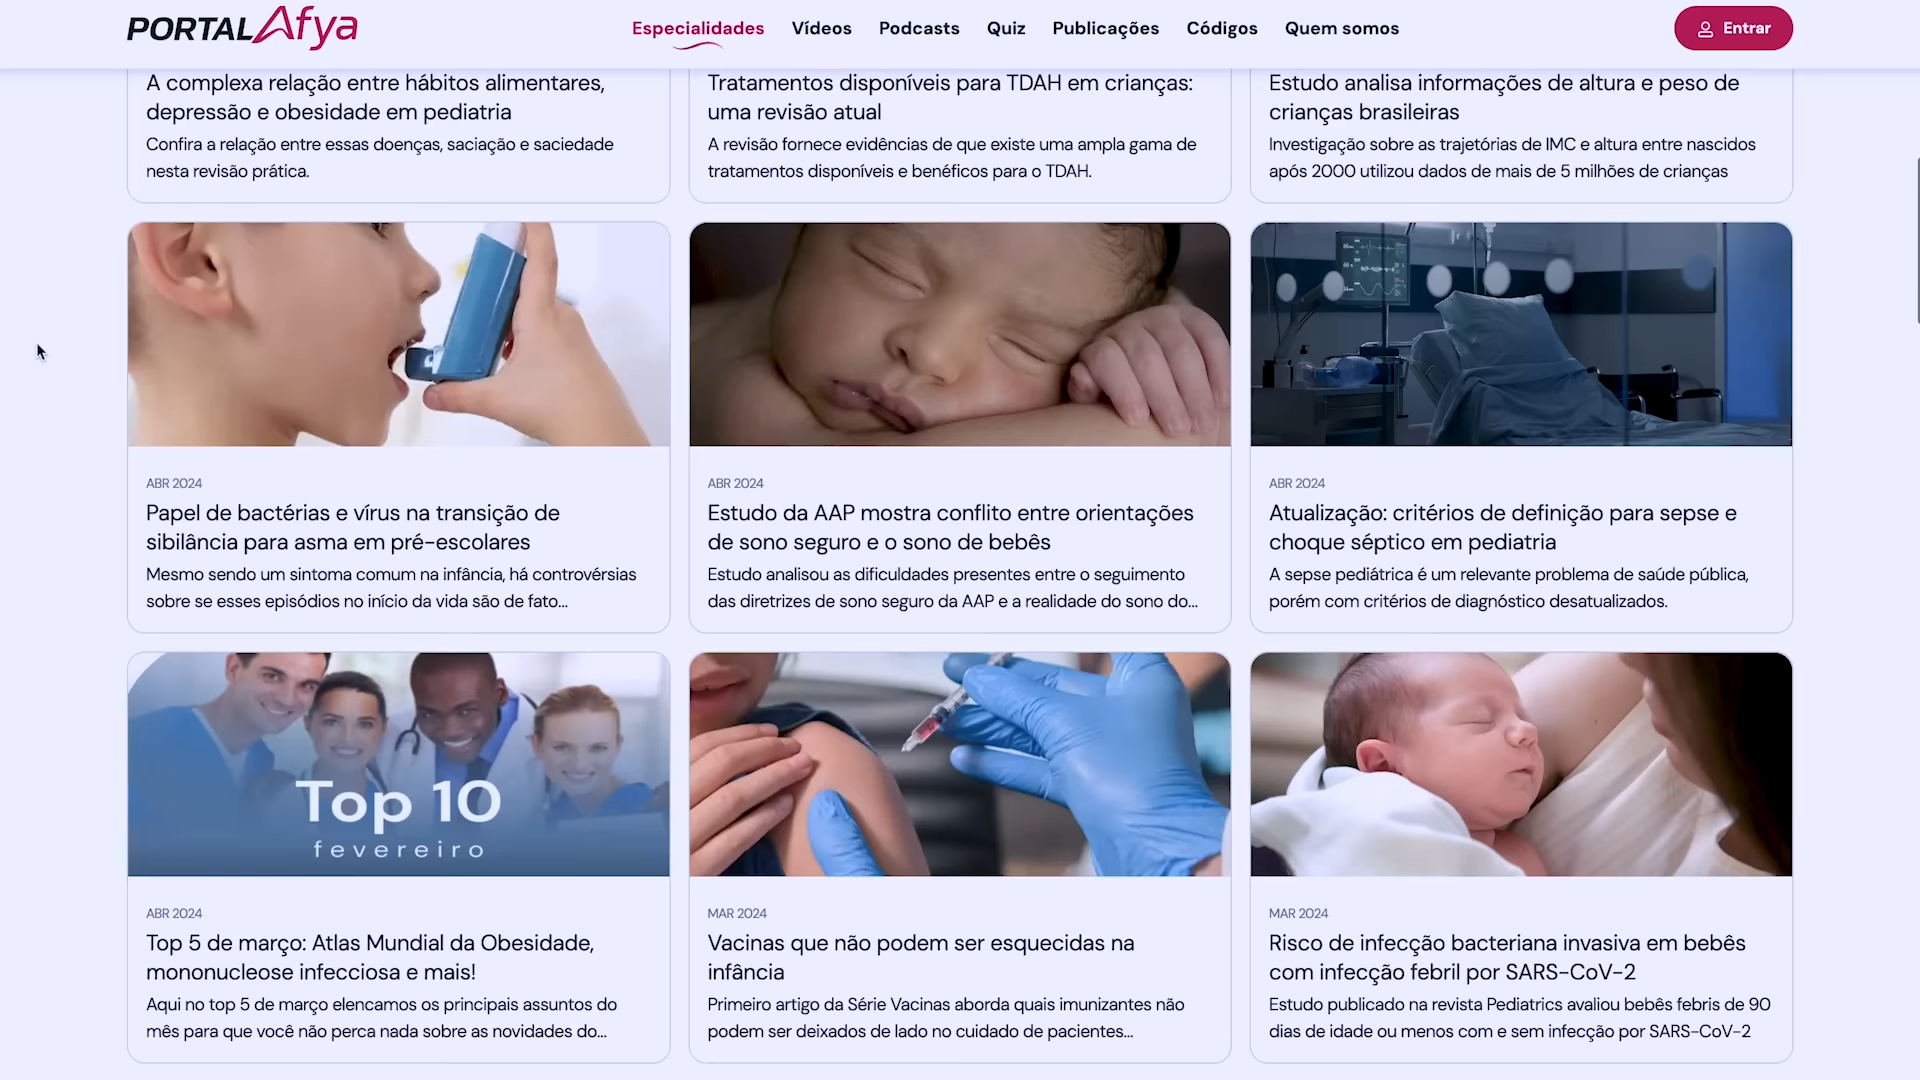 PORTAL Afya
Especialidades Vídeos Podcasts Quiz Publicações Códigos Quem somos
Entrar
A complexa relação entre hábitos alimentares,
depressão e obesidade em pediatria
Confira a relação entre essas doenças, saciação e saciedade
nesta revisão prática.
Tratamentos disponíveis para TDAH em crianças:
uma revisão atual
A revisão fornece evidências de que existe uma ampla gama de
tratamentos disponíveis e benéficos para o TDAH.
Estudo analisa informações de altura e peso de
crianças brasileiras
Investigação sobre as trajetórias de IMC e altura entre nascidos
após 2000 utilizou dados de mais de 5 milhões de crianças
ABR 2024
Papel de bactérias e vírus na transição de
sibilância para asma em pré-escolares
Mesmo sendo um sintoma comum na infância, há controvérsias
sobre se esses episódios no início da vida são de fato...
ABR 2024
Estudo da AAP mostra conflito entre orientações
de sono seguro e o sono de bebês
Estudo analisou as dificuldades presentes entre o seguimento
das diretrizes de sono seguro da AAP e a realidade do sono do...
ABR 2024
Atualização: critérios de definição para sepse e
choque séptico em pediatria
A sepse pediátrica é um relevante problema de saúde pública,
porém com critérios de diagnóstico desatualizados.
Top 10
fevereiro
ABR 2024
Top 5 de março: Atlas Mundial da Obesidade,
mononucleose infecciosa e mais!
Aqui no top 5 de março elencamos os principais assuntos do
mês para que você não perca nada sobre as novidades do...
MAR 2024
Vacinas que não podem ser esquecidas na
infância
Primeiro artigo da Série Vacinas aborda quais imunizantes não
podem ser deixados de lado no cuidado de pacientes...
MAR 2024
Risco de infecção bacteriana invasiva em bebês
com infecção febril por SARS-CoV-2
Estudo publicado na revista Pediatrics avaliou bebês febris de 90
dias de idade ou menos com e sem infecção por SARS-CoV-2